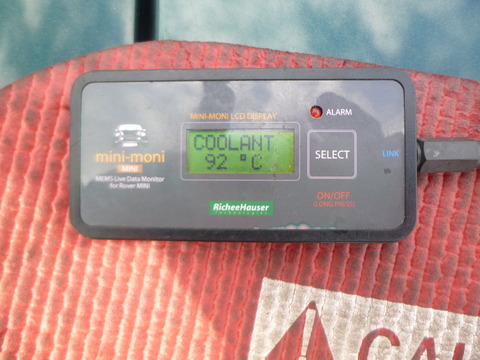 MINI-MONI LCD DISPLAY
ALARM
COOLANT
92 °C
SELECT
LINK
mini-moni
MINI
MEMS Live Data Monitor
for Rover MINI
RicheeHauser
Technologies
ON/OFF
(LONG PRESS)